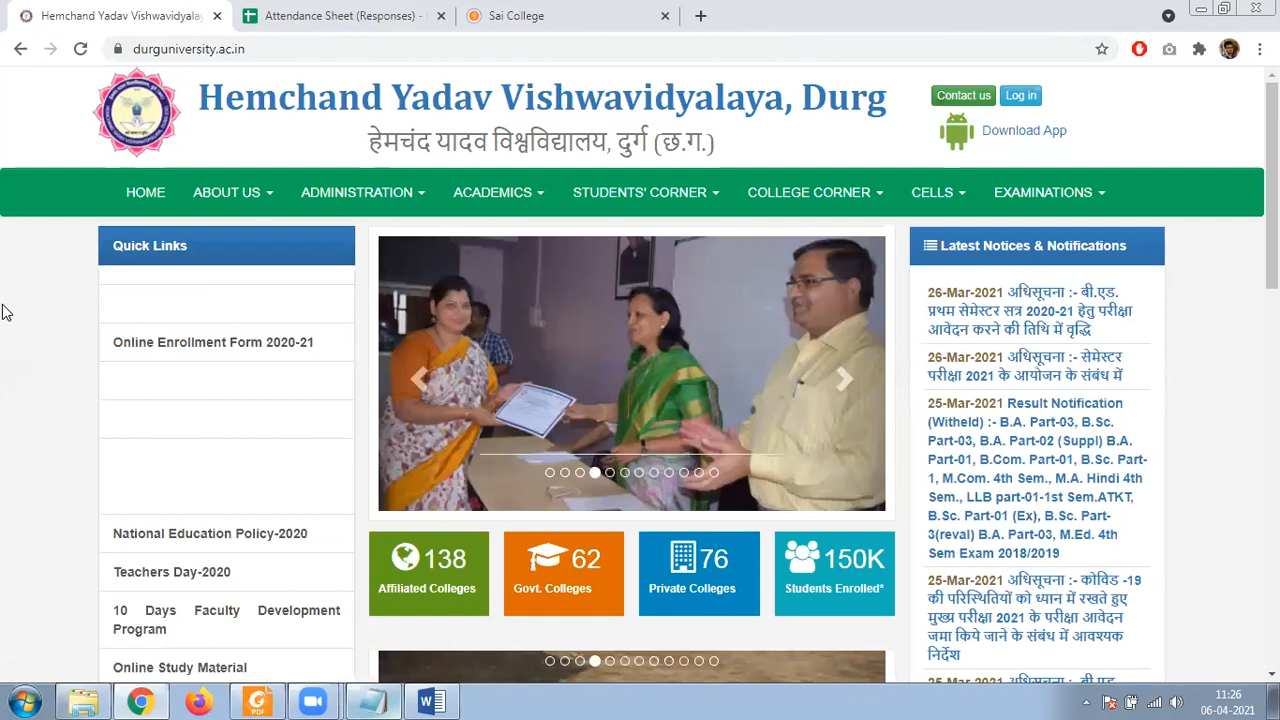 Hemchand Yadav Vishwavidyala
Attendance Sheet (Responses) -
Sai College
durguniversity.ac.in
Hemchand Yadav Vishwavidyalaya, Durg
हेमचंद यादव विश्वविद्यालय, दुर्ग (छ.ग.)
Contact us
Log in
Download App
HOME
ABOUT US
ADMINISTRATION
ACADEMICS
STUDENTS' CORNER
COLLEGE CORNER
CELLS
EXAMINATIONS
Quick Links
Online Enrollment Form 2020-21
National Education Policy-2020
Teachers Day-2020
10 Days Faculty Development
Program
Online Study Material
138
Affiliated Colleges
62
Govt. Colleges
76
Private Colleges
150K
Students Enrolled*
Latest Notices & Notifications
26-Mar-2021 अधिसूचना :- बी.एड.
प्रथम सेमेस्टर सत्र 2020-21 हेतु परीक्षा
आवेदन करने की तिथि में वृद्धि
26-Mar-2021 अधिसूचना :- सेमेस्टर
परीक्षा 2021 के आयोजन के संबंध में
25-Mar-2021 Result Notification
(Witheld) :- B.A. Part-03, B.Sc.
Part-03, B.A. Part-02 (Suppl) B.A.
Part-01, B.Com. Part-01, B.Sc. Part-
1, M.Com. 4th Sem., M.A. Hindi 4th
Sem., LLB part-01-1st Sem.ATKT,
B.Sc. Part-01 (Ex), B.Sc. Part-
3(reval) B.A. Part-03, M.Ed. 4th
Sem Exam 2018/2019
25-Mar-2021 अधिसूचना :- कोविड -19
की परिस्थितियों को ध्यान में रखते हुए
मुख्य परीक्षा 2021 के परीक्षा आवेदन
जमा किये जाने के संबंध में आवश्यक
निर्देश
25-Mar-2021 अधिसूचना :- बी.एड.
PDF
11:26
06-04-2021